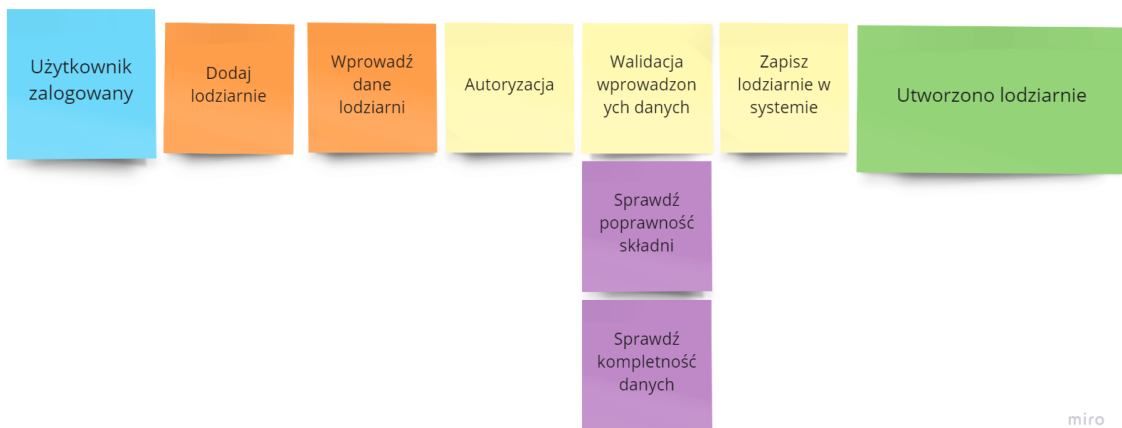 Użytkownik
zalogowany
Dodaj
lodziarnie
Wprowadź
dane
lodziarni
Autoryzacja
Walidacja
wprowadzon
ych danych
Zapisz
lodziarnie w
systemie
Utworzono lodziarnie
Sprawdź
poprawność
składni
Sprawdź
kompletność
danych
miro